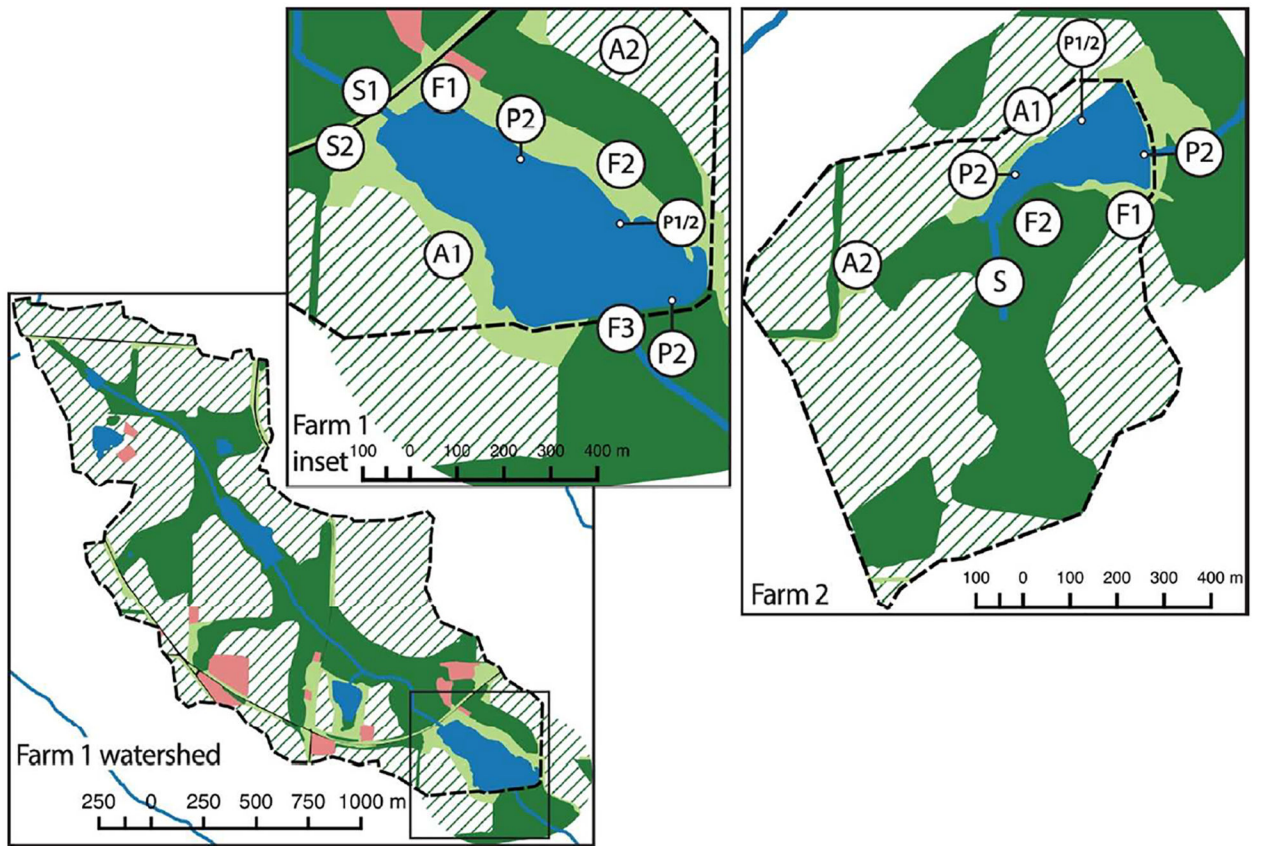 A2
S1
F1
P2
S2
F2
P1/2
A1
F3
P2
Farm 1
inset
100 0 100 200 300 400 m
P1/2
A1
P2
P2
F2
F1
A2
S
Farm 2
100 0 100 200 300 400 m
Farm 1 watershed
250 0 250 500 750 1000 m